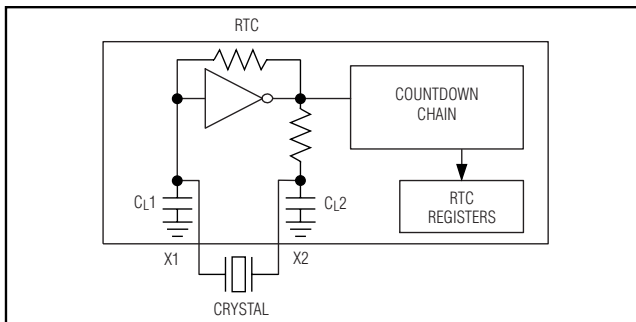 RTC
COUNTDOWN
CHAIN
RTC
REGISTERS
CL1
CL2
X1
X2
CRYSTAL